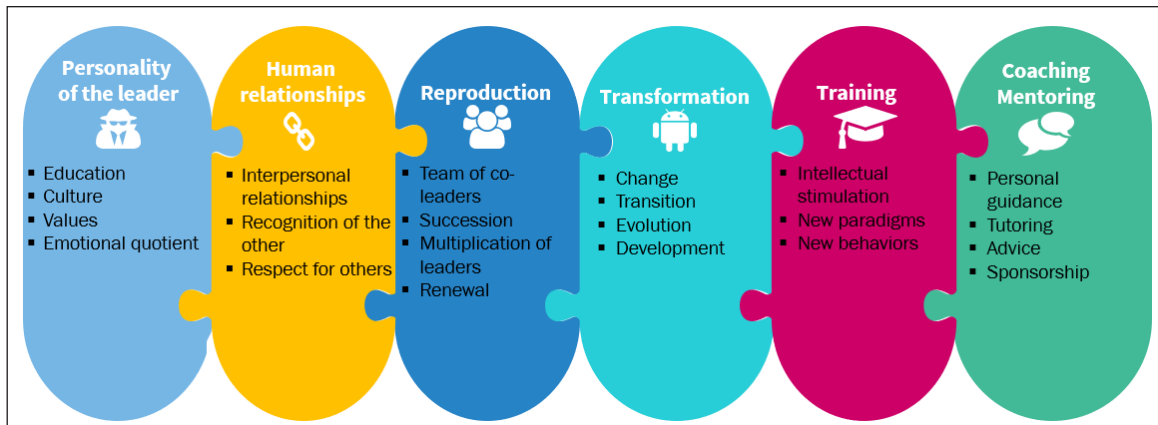 Personality
of the leader
▪ Education
▪ Culture
▪ Values
▪ Emotional quotient
Human
relationships
▪ Interpersonal
relationships
▪ Recognition of the
other
▪ Respect for others
Reproduction
▪ Team of co-
leaders
▪ Succession
▪ Multiplication of
leaders
▪ Renewal
Transformation
▪ Change
▪ Transition
▪ Evolution
▪ Development
Training
▪ Intellectual
stimulation
▪ New paradigms
▪ New behaviors
Coaching
Mentoring
▪ Personal
guidance
▪ Tutoring
▪ Advice
▪ Sponsorship